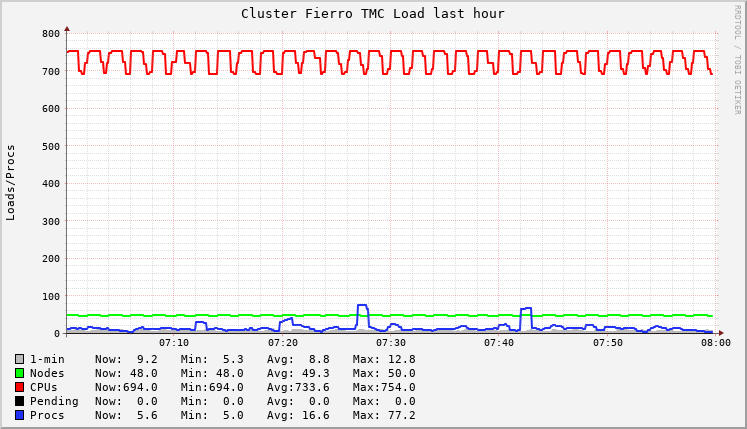 Cluster Fierro TMC Load last hour
RRDTOOL / TOBI OETIKER
Loads/Procs
800
700
600
500
400
300
200
100
0
07:10 07:20 07:30 07:40 07:50 08:00
1-min Now: 9.2 Min: 5.3 Avg: 8.8 Max: 12.8
Nodes Now: 48.0 Min: 48.0 Avg: 49.3 Max: 50.0
CPUs Now:694.0 Min:694.0 Avg:733.6 Max:754.0
Pending Now: 0.0 Min: 0.0 Avg: 0.0 Max: 0.0
Procs Now: 5.6 Min: 5.0 Avg: 16.6 Max: 77.2